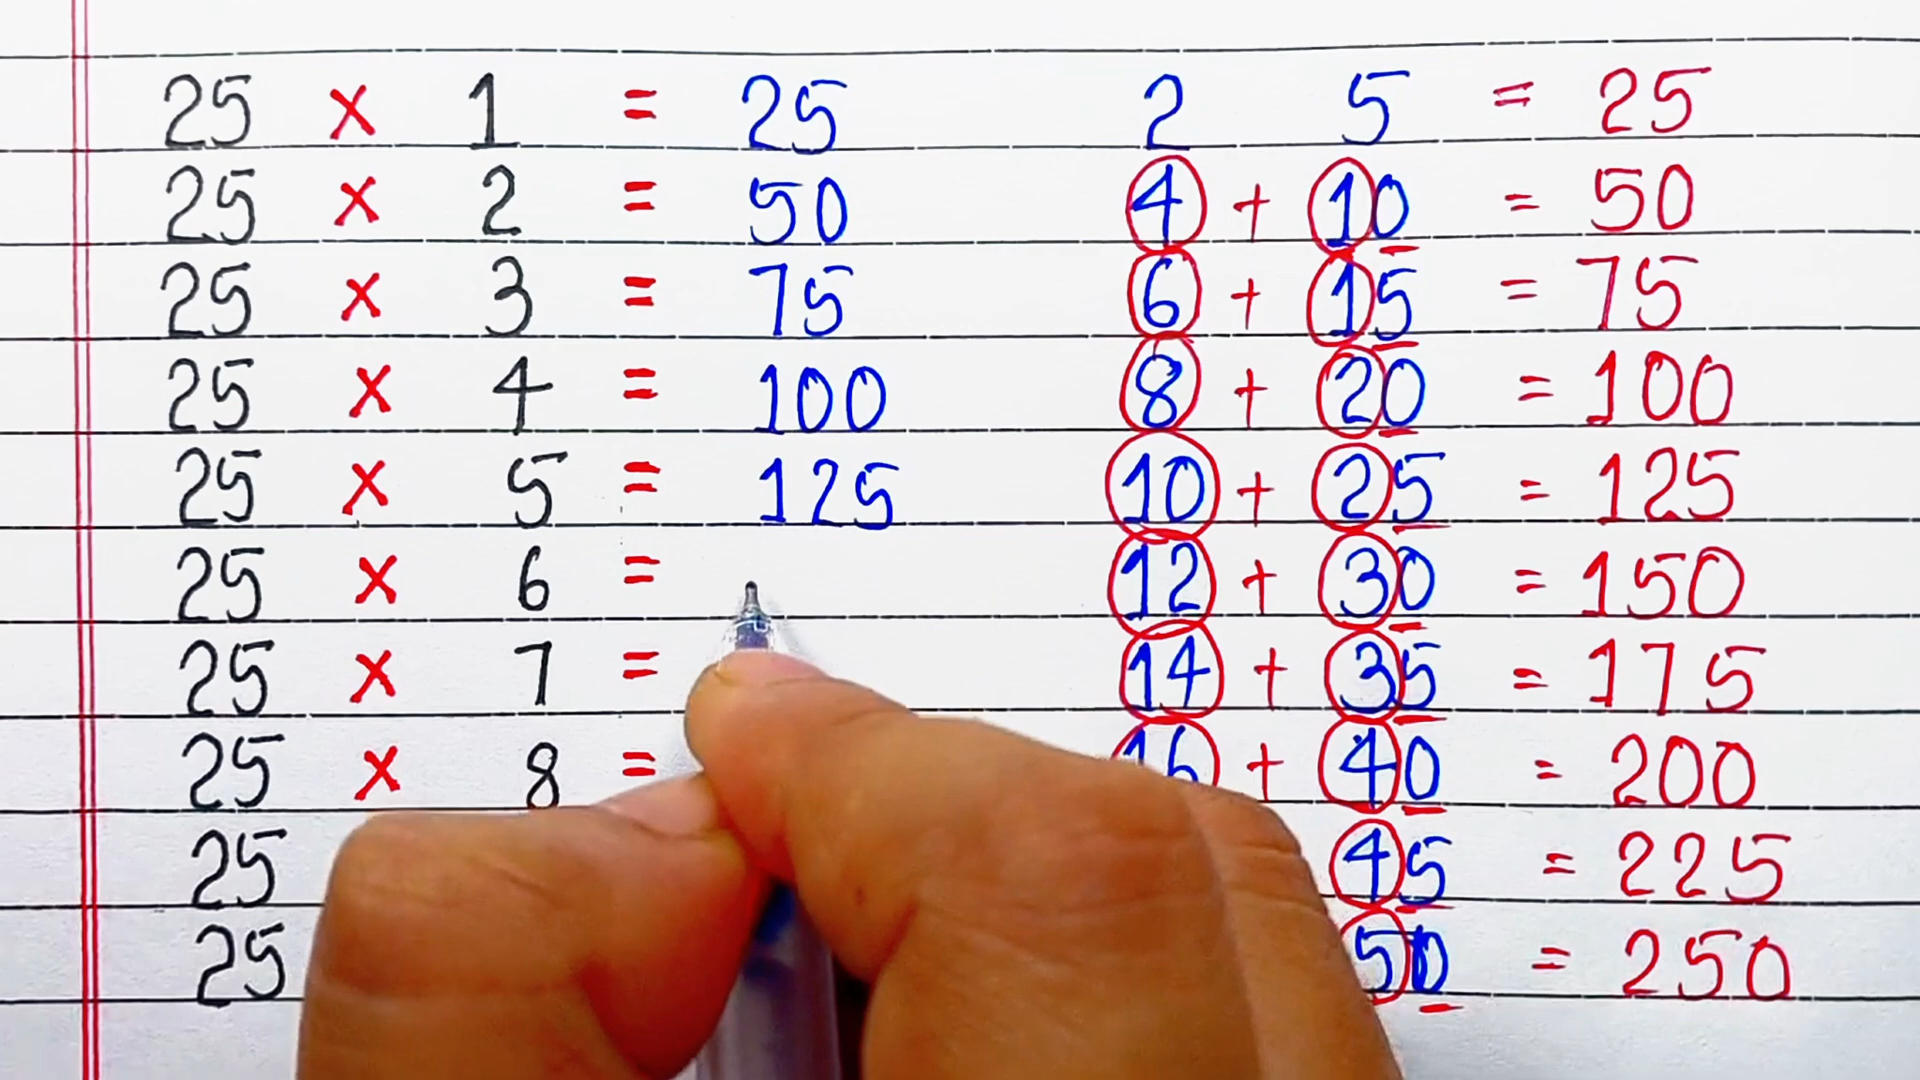 25 × 1 = 25 2 5 = 25
25 × 2 = 50 4 + 10 = 50
25 × 3 = 75 6 + 15 = 75
25 × 4 = 100 8 + 20 = 100
25 × 5 = 125 10 + 25 = 125
25 × 6 = 12 + 30 = 150
25 × 7 = 14 + 35 = 175
25 × 8 = 16 + 40 = 200
25 45 = 225
25 50 = 250